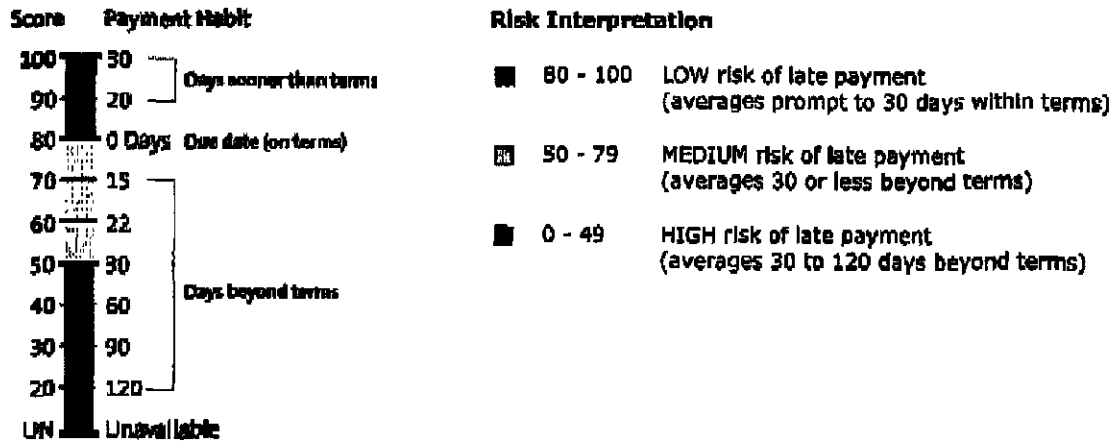 Score Payment Habit
100 30
Days sooner than terms
90 20
80 0 Days Due date (on terms)
70 15
60 22
50 30
Days beyond terms
40 60
30 90
20 120
UN Unavailable
Risk Interpretation
80 - 100 LOW risk of late payment
(averages prompt to 30 days within terms)
50 - 79 MEDIUM risk of late payment
(averages 30 or less beyond terms)
0 - 49 HIGH risk of late payment
(averages 30 to 120 days beyond terms)